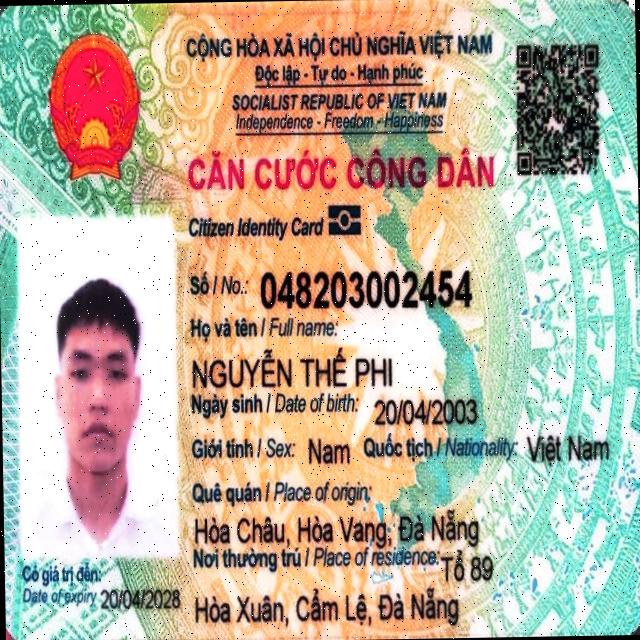 CỘNG HÒA XÃ HỘI CHỦ NGHĨA VIỆT NAM
Độc lập - Tự do - Hạnh phúc
SOCIALIST REPUBLIC OF VIET NAM
Independence - Freedom - Happiness
CĂN CƯỚC CÔNG DÂN
Citizen Identity Card
Số / No.: 048203002454
Họ và tên / Full name:
NGUYỄN THẾ PHI
Ngày sinh / Date of birth: 20/04/2003
Giới tính / Sex: Nam Quốc tịch / Nationality: Việt Nam
Quê quán / Place of origin:
Hòa Châu, Hòa Vang, Đà Nẵng
Nơi thường trú / Place of residence: Tổ 89
Hòa Xuân, Cẩm Lệ, Đà Nẵng
Có giá trị đến:
Date of expiry 20/04/2028